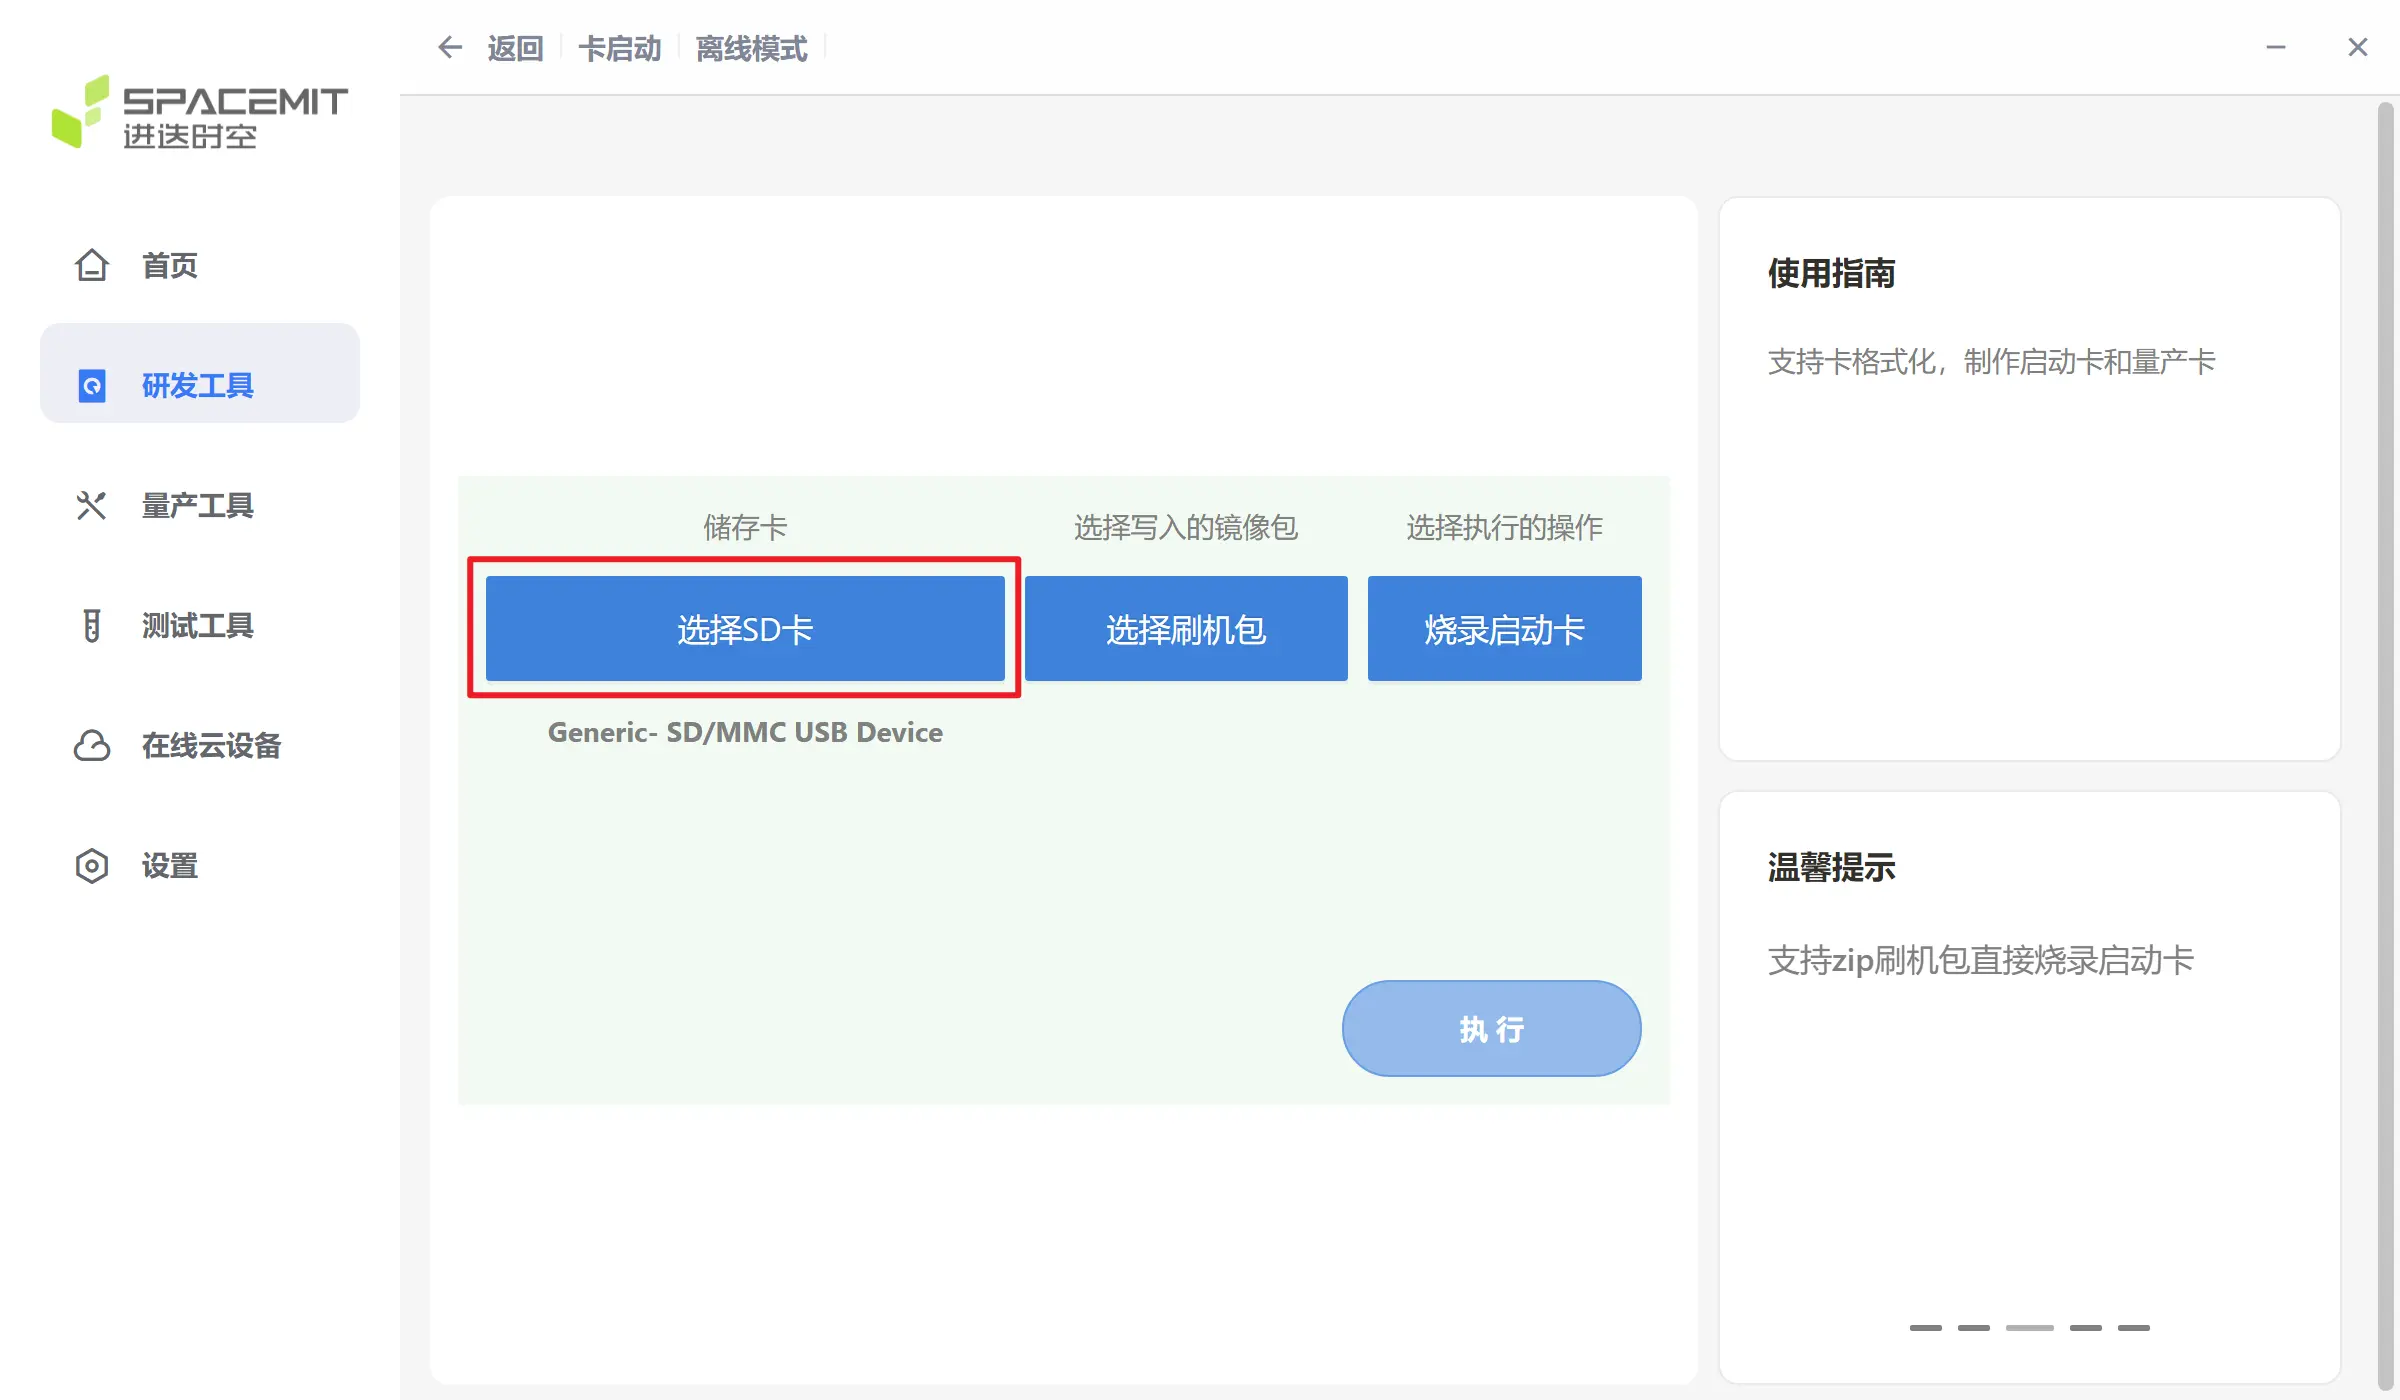 SPACEMIT
进迭时空
首页
研发工具
量产工具
测试工具
在线云设备
设置
返回
卡启动
离线模式
储存卡
选择写入的镜像包
选择执行的操作
选择SD卡
选择刷机包
烧录启动卡
Generic- SD/MMC USB Device
执 行
使用指南
支持卡格式化，制作启动卡和量产卡
温馨提示
支持zip刷机包直接烧录启动卡